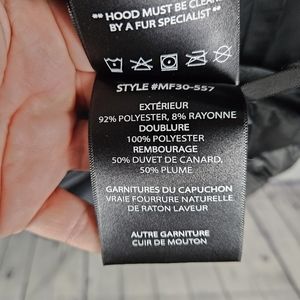 ** HOOD MUST BE CLEAN
BY A FUR SPECIALIST **
STYLE #MF30-557
EXTÉRIEUR
92% POLYESTER, 8% RAYONNE
DOUBLURE
100% POLYESTER
REMBOURAGE
50% DUVET DE CANARD,
50% PLUME
GARNITURES DU CAPUCHON
VRAIE FOURRURE NATURELLE
DE RATON LAVEUR
AUTRE GARNITURE
CUIR DE MOUTON